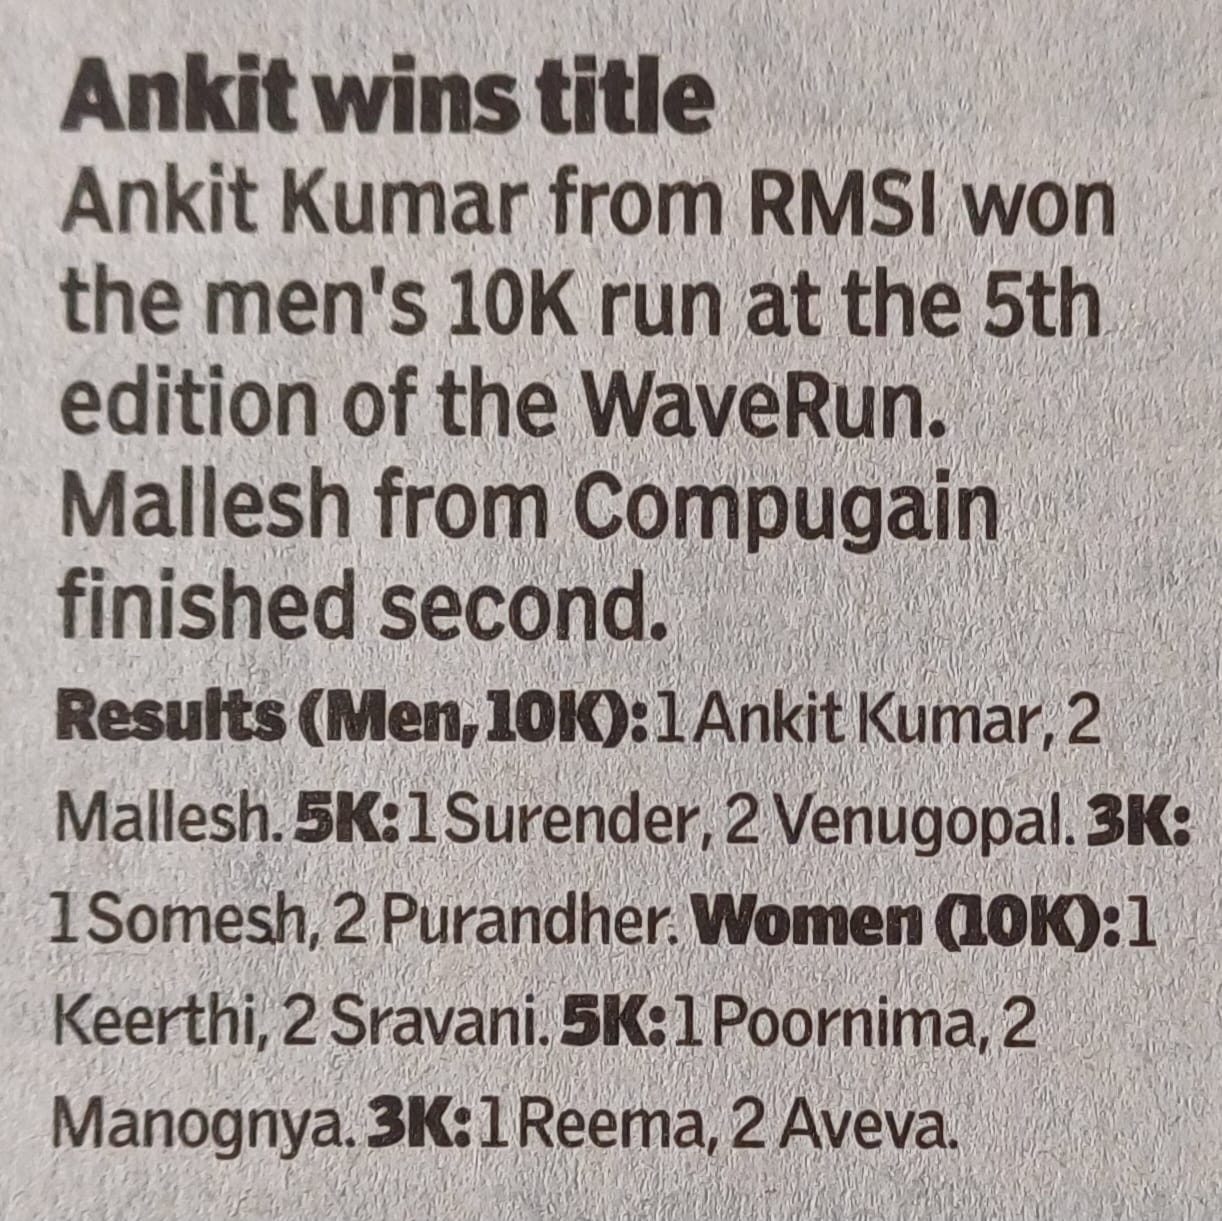 Ankit wins title
Ankit Kumar from RMSI won
the men's 10K run at the 5th
edition of the WaveRun.
Mallesh from Compugain
finished second.
Results (Men, 10K): 1 Ankit Kumar, 2
Mallesh. 5K: 1 Surender, 2 Venugopal. 3K:
1 Somesh, 2 Purandher. Women (10K): 1
Keerthi, 2 Sravani. 5K: 1 Poornima, 2
Manognya. 3K: 1 Reema, 2 Aveva.